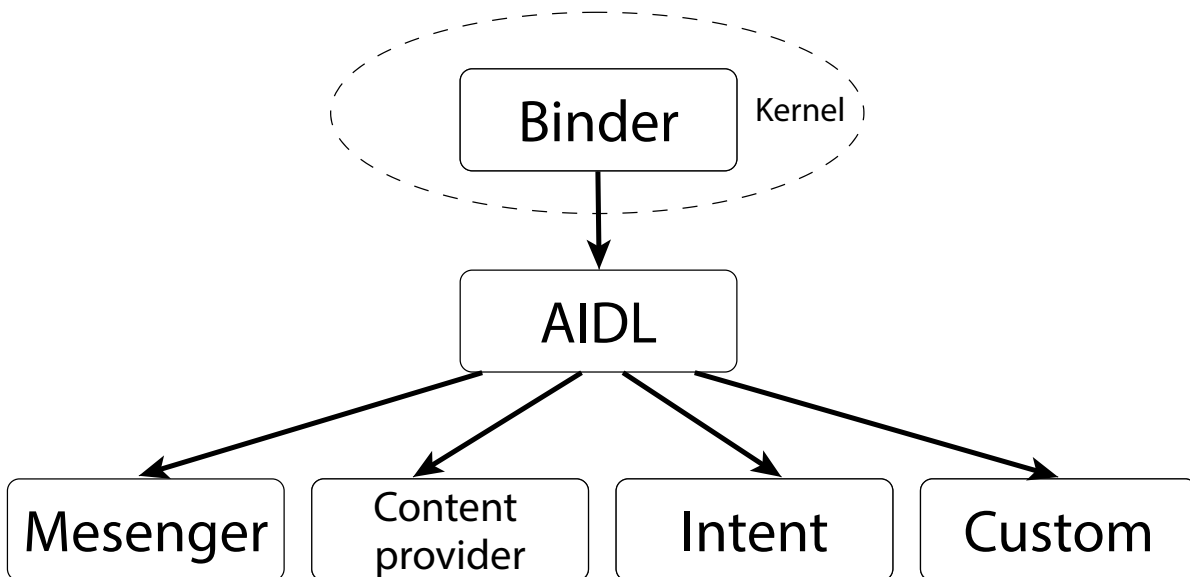 Binder
Kernel
AIDL
Mesenger
Content
provider
Intent
Custom